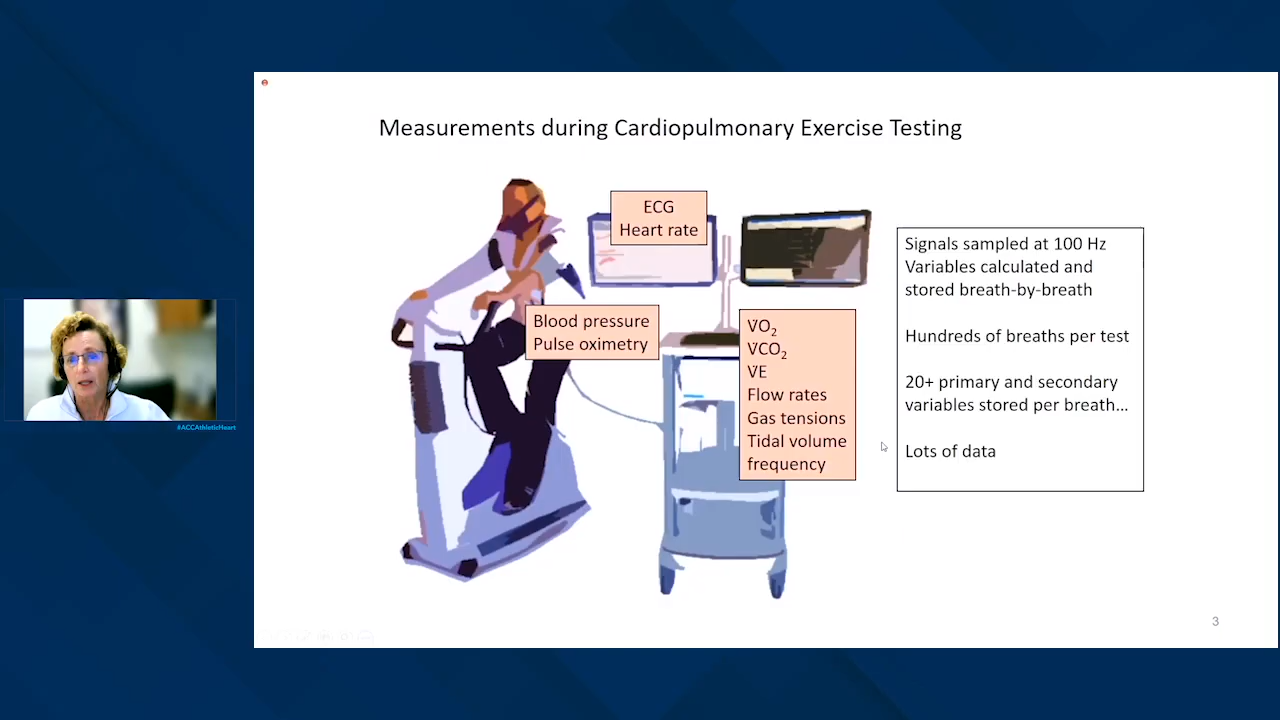 Measurements during Cardiopulmonary Exercise Testing
ECG
Heart rate
Blood pressure
Pulse oximetry
VO₂
VCO₂
VE
Flow rates
Gas tensions
Tidal volume
frequency
Signals sampled at 100 Hz
Variables calculated and
stored breath-by-breath
Hundreds of breaths per test
20+ primary and secondary
variables stored per breath...
Lots of data
#ACCAthleticHeart
3